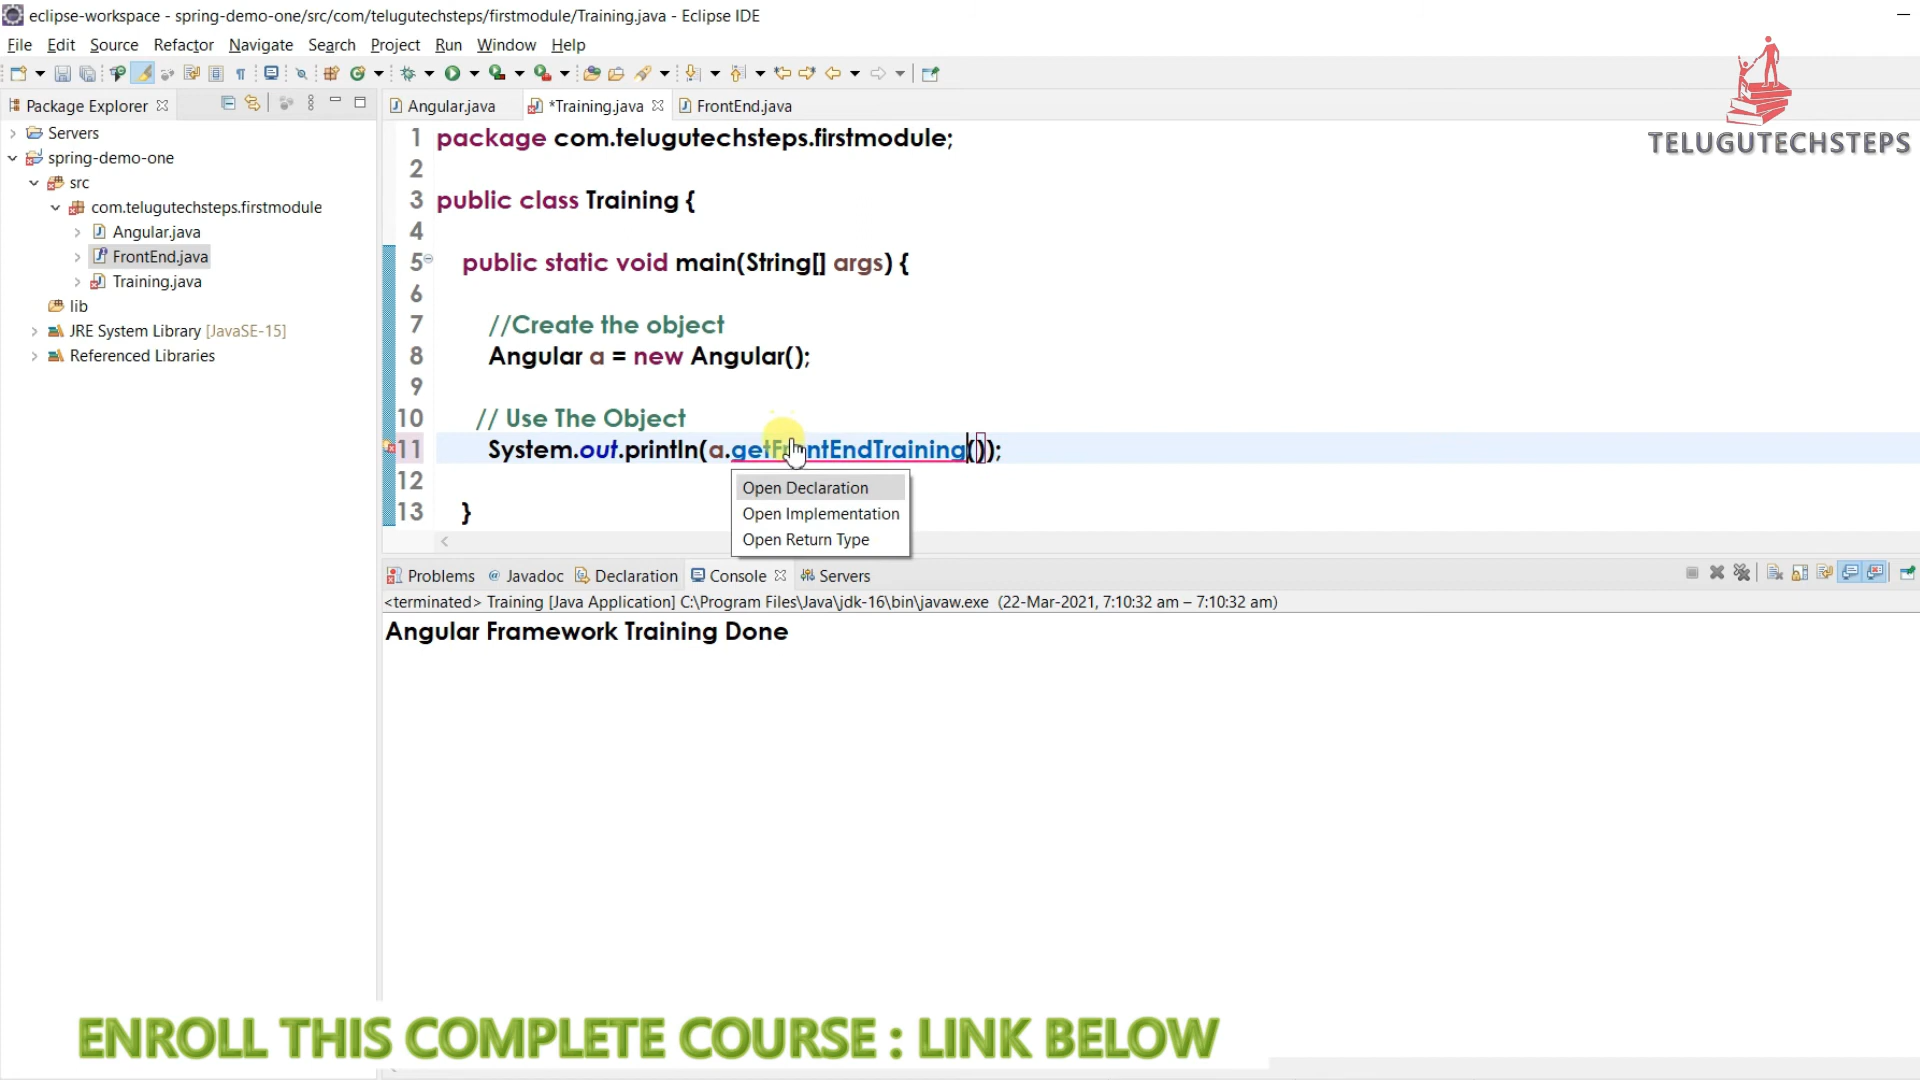 eclipse-workspace - spring-demo-one/src/com/telugutechsteps/firstmodule/Training.java - Eclipse IDE
File Edit Source Refactor Navigate Search Project Run Window Help
TELUGUTECHSTEPS
Package Explorer
Servers
spring-demo-one
src
com.telugutechsteps.firstmodule
Angular.java
FrontEnd.java
Training.java
lib
JRE System Library [JavaSE-15]
Referenced Libraries
Angular.java *Training.java FrontEnd.java
1 package com.telugutechsteps.firstmodule;
2
3 public class Training {
4
5 public static void main(String[] args) {
6
7 //Create the object
8 Angular a = new Angular();
9
10 // Use The Object
11 System.out.println(a.getFrontEndTraining());
12
13 }
Open Declaration
Open Implementation
Open Return Type
Problems @ Javadoc Declaration Console Servers
<terminated> Training [Java Application] C:\Program Files\Java\jdk-16\bin\javaw.exe (22-Mar-2021, 7:10:32 am – 7:10:32 am)
Angular Framework Training Done
ENROLL THIS COMPLETE COURSE : LINK BELOW